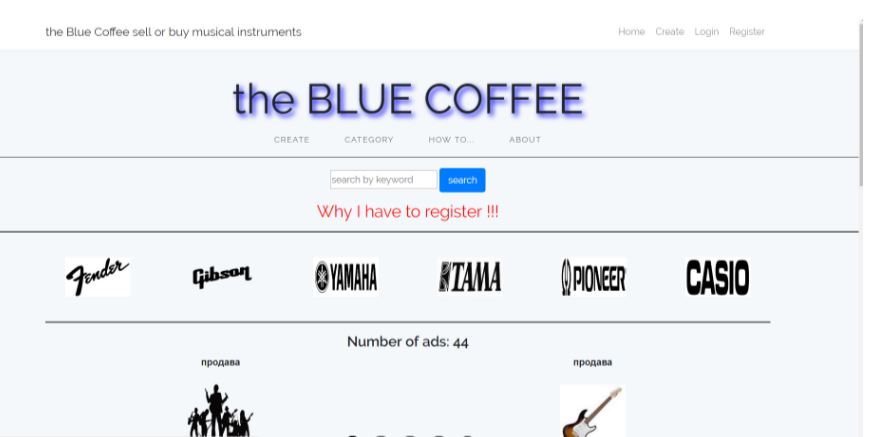 the Blue Coffee sell or buy musical instruments
Home Create Login Register
the BLUE COFFEE
CREATE CATEGORY HOW TO... ABOUT
search by keyword search
Why I have to register !!!
Fender Gibson YAMAHA TAMA PIONEER CASIO
Number of ads: 44
продава продава